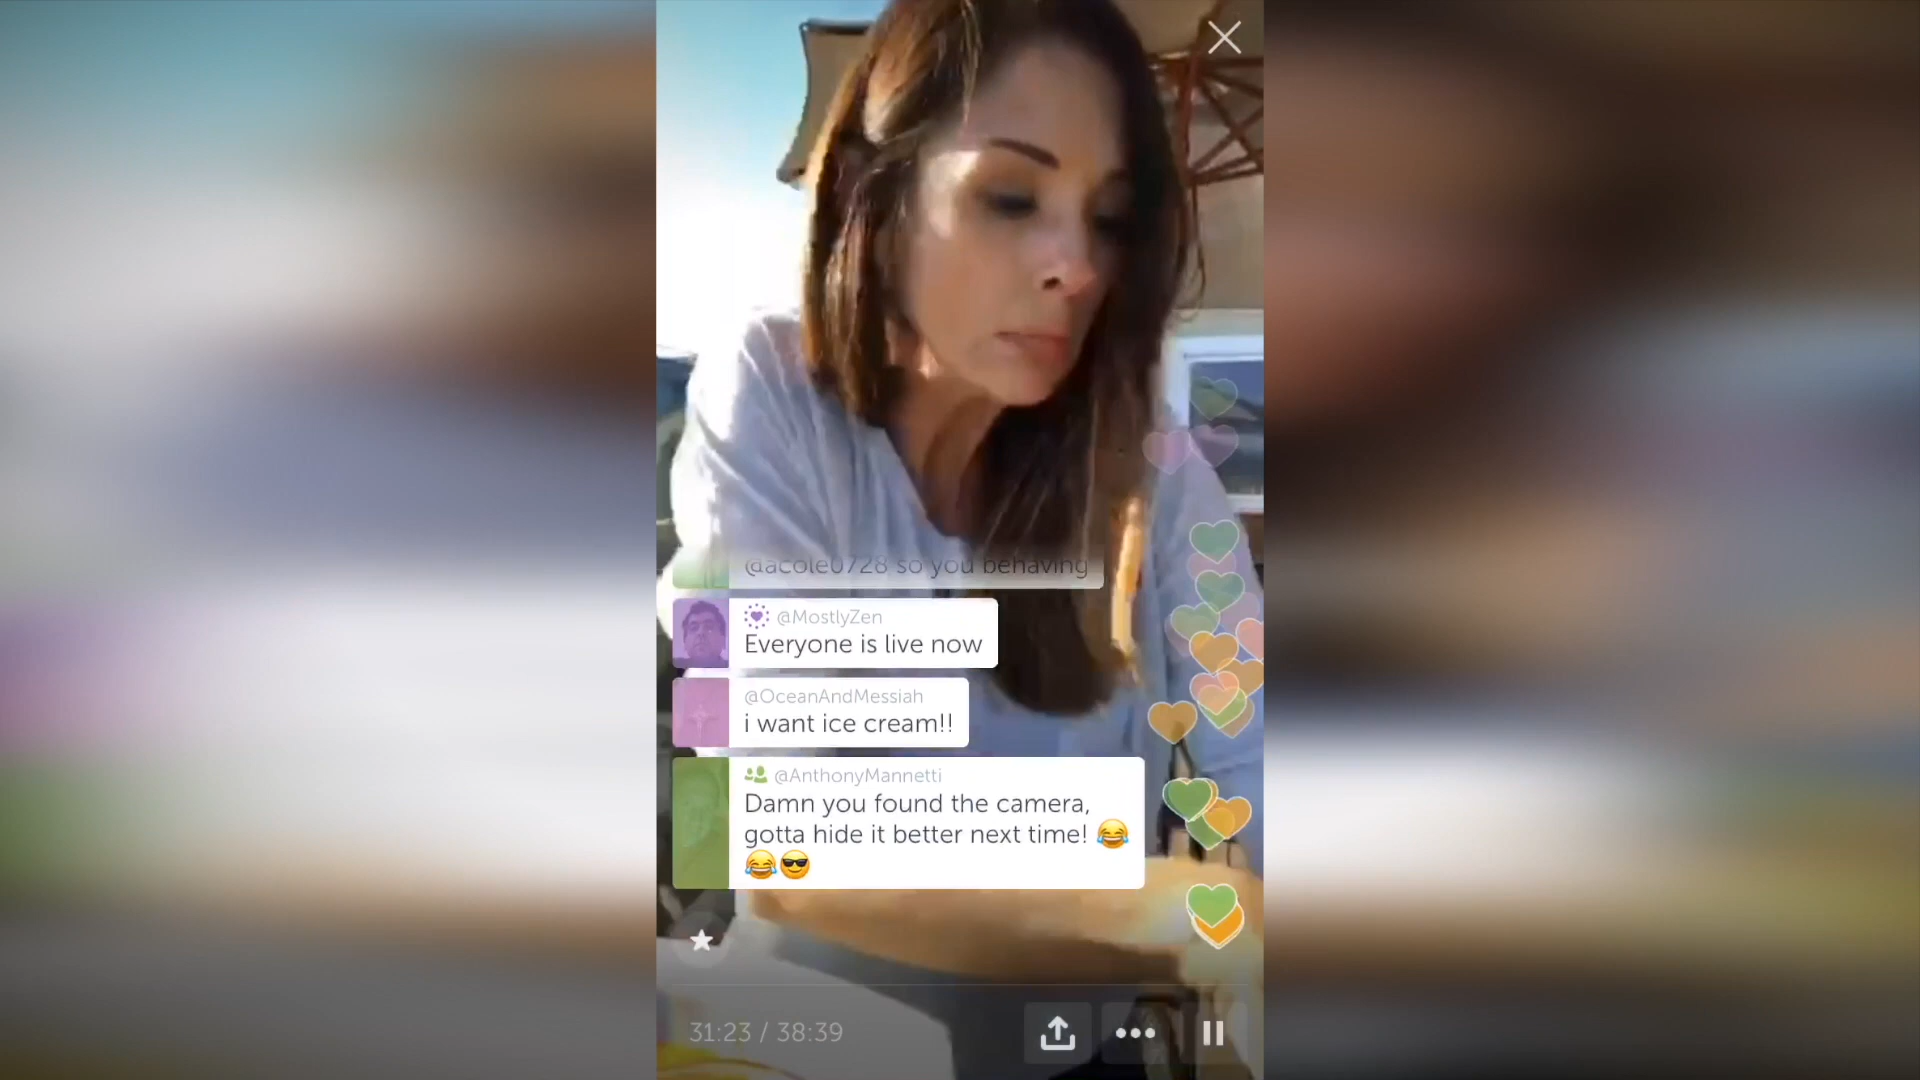 @acole0728 so you behaving
@MostlyZen
Everyone is live now
@OceanAndMessiah
i want ice cream!!
@AnthonyMannetti
Damn you found the camera,
gotta hide it better next time! 😂
😂😎
31:23 / 38:39